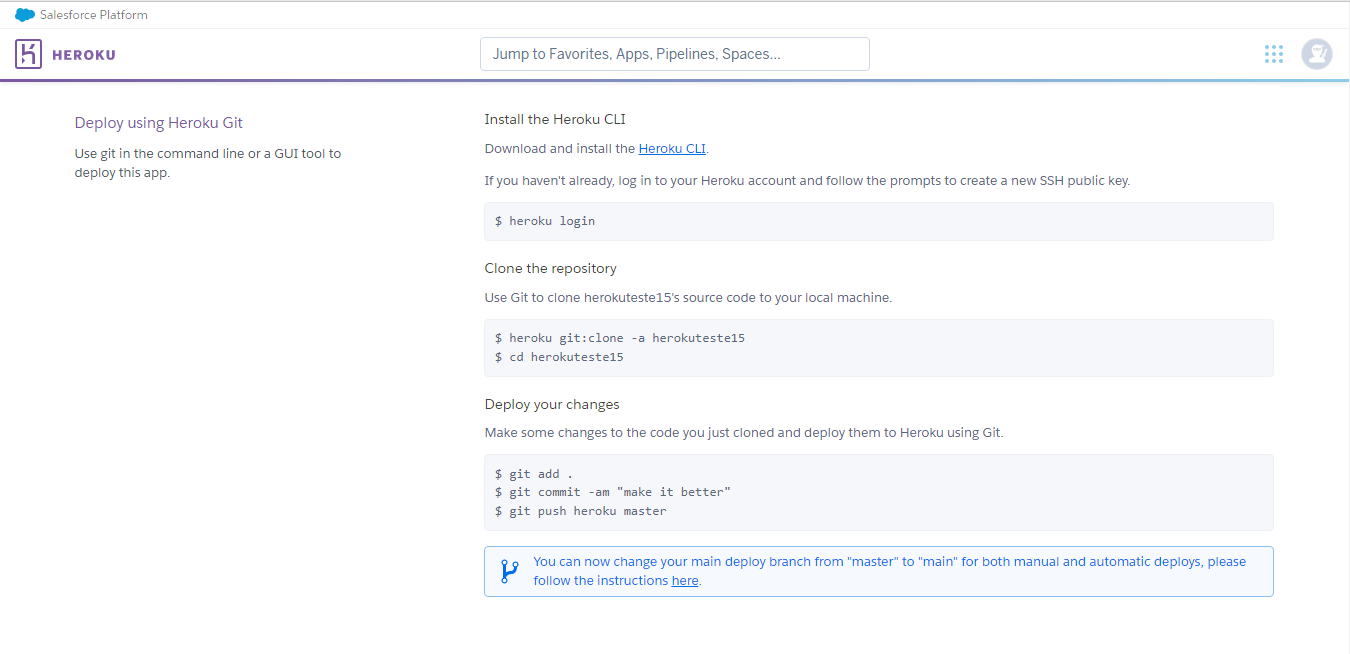 Salesforce Platform
HEROKU
Jump to Favorites, Apps, Pipelines, Spaces...
Deploy using Heroku Git
Use git in the command line or a GUI tool to
deploy this app.
Install the Heroku CLI
Download and install the Heroku CLI.
If you haven't already, log in to your Heroku account and follow the prompts to create a new SSH public key.
$ heroku login
Clone the repository
Use Git to clone herokuteste15's source code to your local machine.
$ heroku git:clone -a herokuteste15
$ cd herokuteste15
Deploy your changes
Make some changes to the code you just cloned and deploy them to Heroku using Git.
$ git add .
$ git commit -am "make it better"
$ git push heroku master
You can now change your main deploy branch from "master" to "main" for both manual and automatic deploys, please
follow the instructions here.